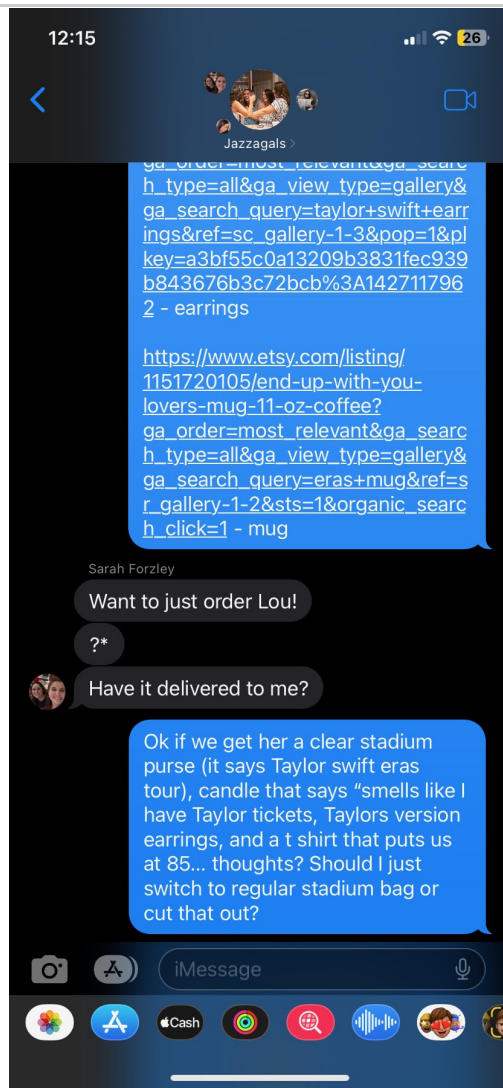 12:15
26
Jazzagals >
ga_order=most_relevant&ga_searc
h_type=all&ga_view_type=gallery&
ga_search_query=taylor+swift+earr
ings&ref=sc_gallery-1-3&pop=1&pl
key=a3bf55c0a13209b3831fec939
b843676b3c72bcb%3A142711796
2 - earrings
https://www.etsy.com/listing/
1151720105/end-up-with-you-
lovers-mug-11-oz-coffee?
ga_order=most_relevant&ga_searc
h_type=all&ga_view_type=gallery&
ga_search_query=eras+mug&ref=s
r_gallery-1-2&sts=1&organic_searc
h_click=1 - mug
Sarah Forzley
Want to just order Lou!
?*
Have it delivered to me?
Ok if we get her a clear stadium
purse (it says Taylor swift eras
tour), candle that says “smells like I
have Taylor tickets, Taylors version
earrings, and a t shirt that puts us
at 85... thoughts? Should I just
switch to regular stadium bag or
cut that out?
iMessage
Cash